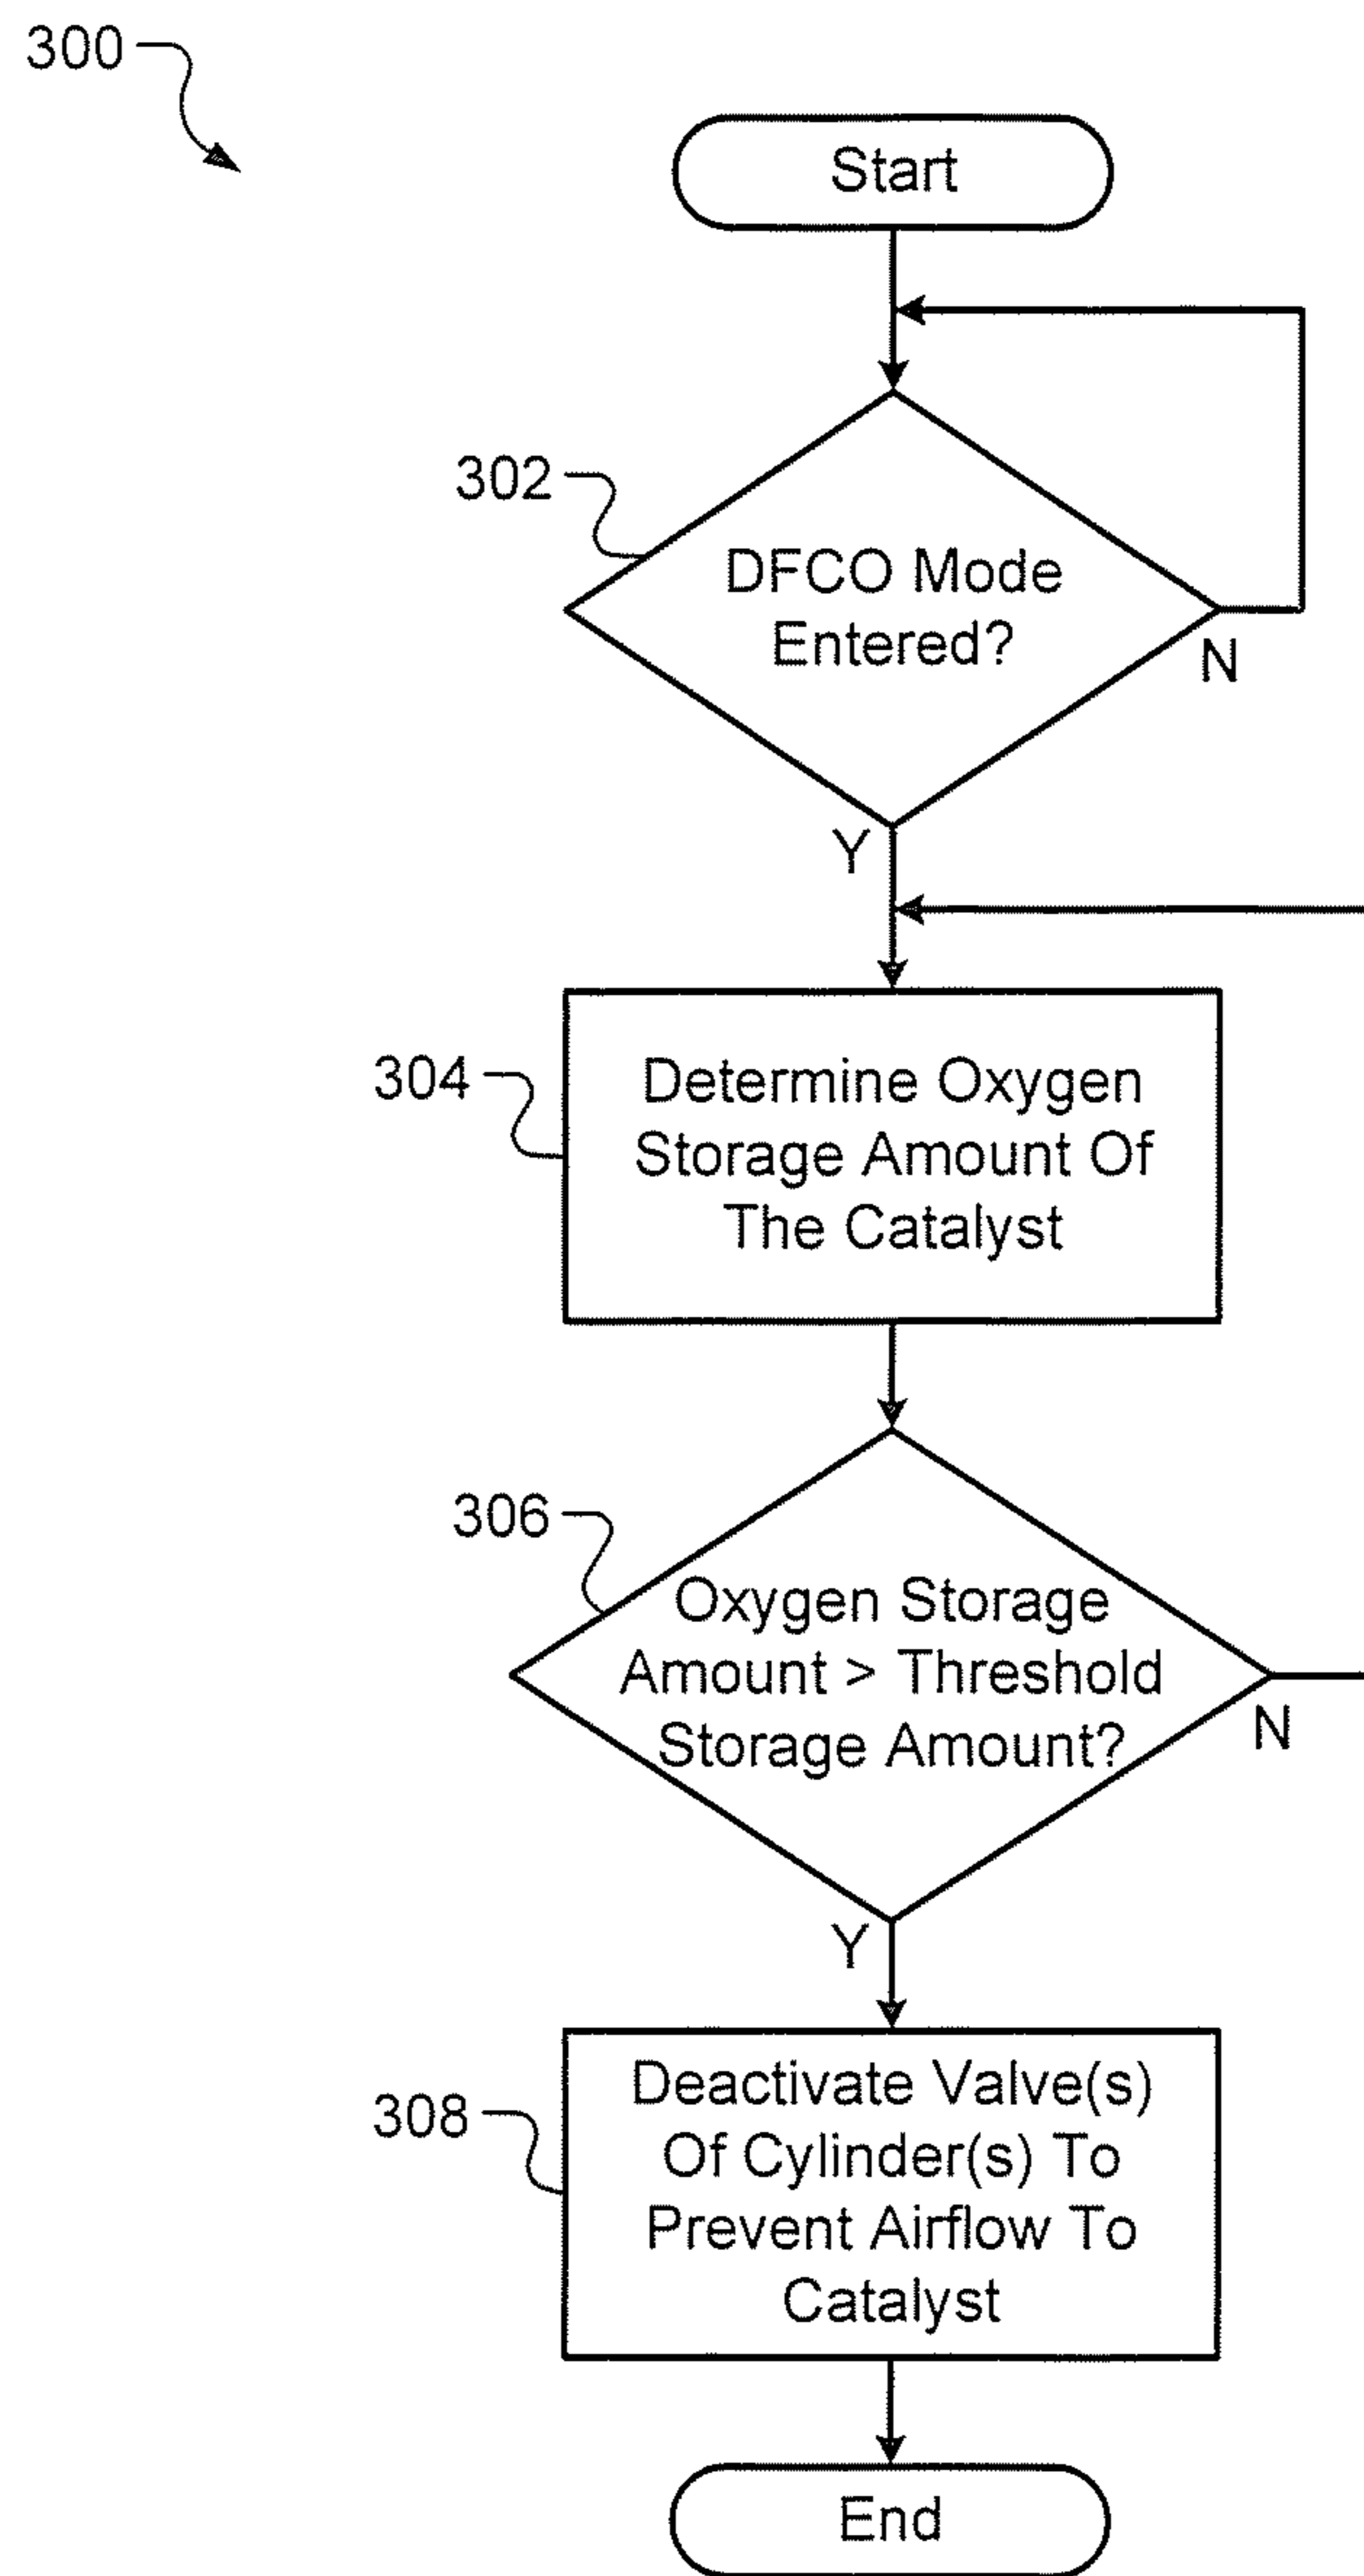 300
Start
302
DFCO Mode
Entered?
N
Y
304
Determine Oxygen
Storage Amount Of
The Catalyst
306
Oxygen Storage
Amount > Threshold
Storage Amount?
N
Y
308
Deactivate Valve(s)
Of Cylinder(s) To
Prevent Airflow To
Catalyst
End